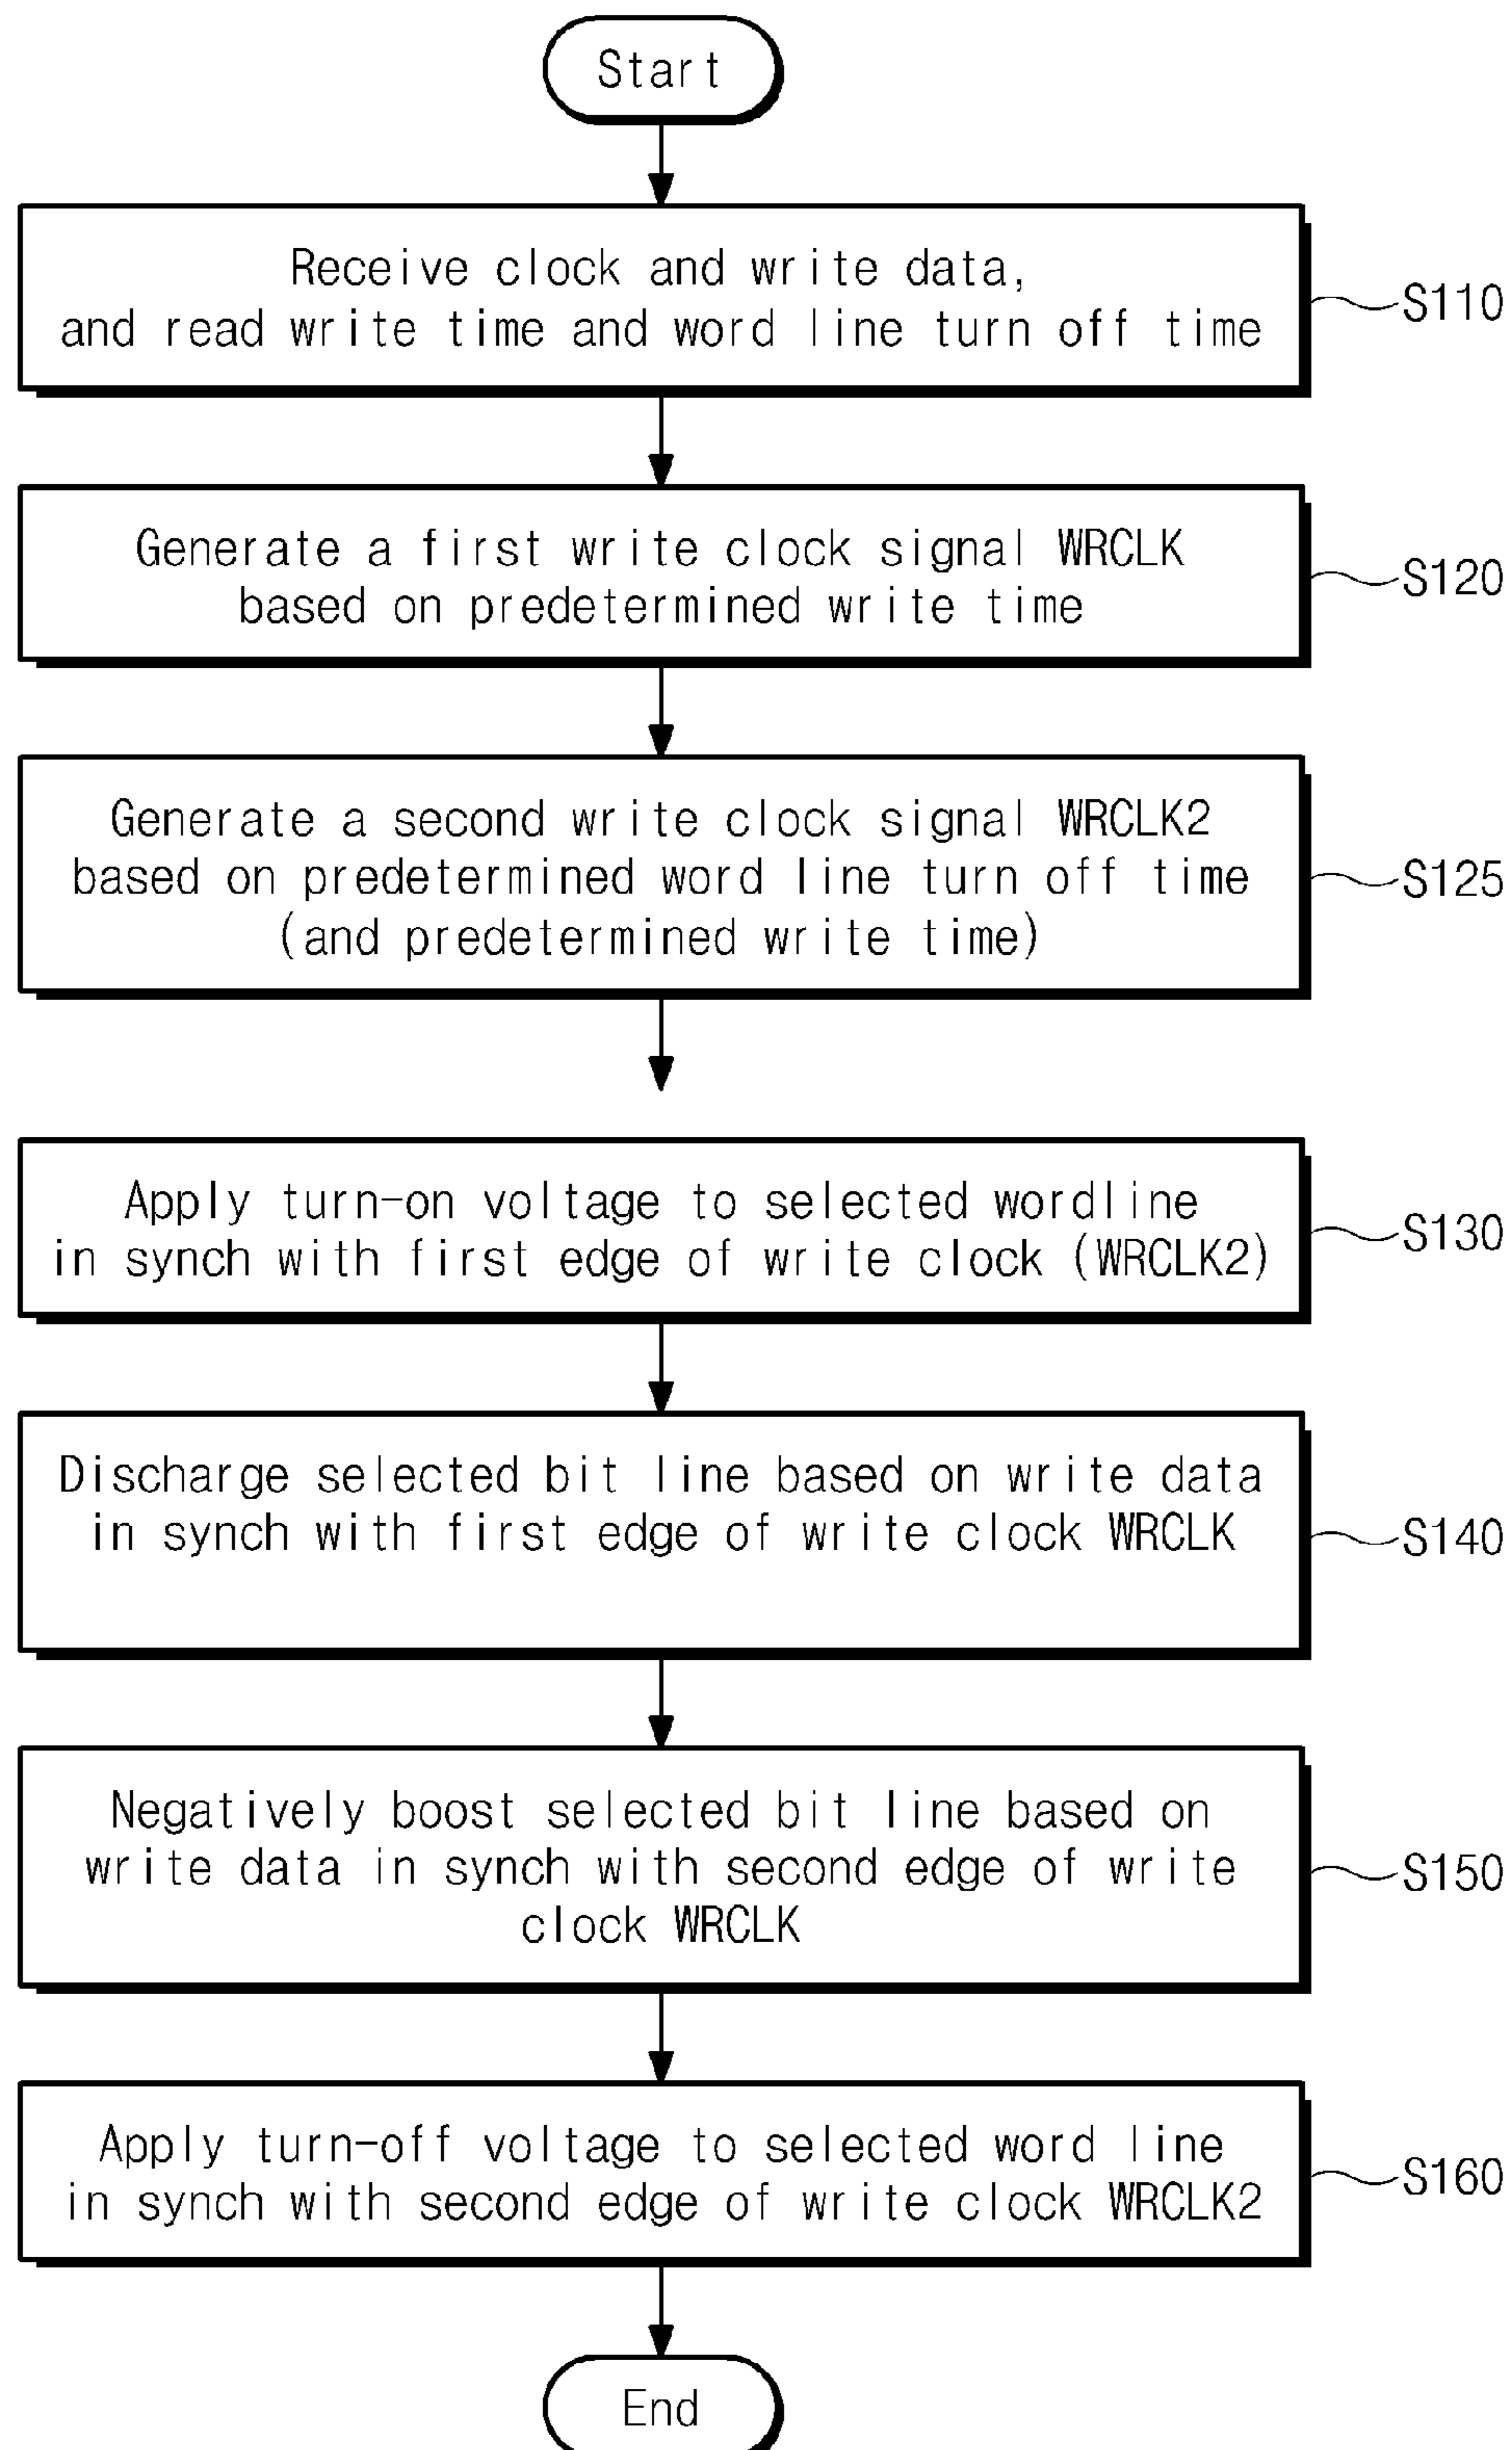 Start
Receive clock and write data,
and read write time and word line turn off time
S110
Generate a first write clock signal WRCLK
based on predetermined write time
S120
Generate a second write clock signal WRCLK2
based on predetermined word line turn off time
(and predetermined write time)
S125
Apply turn-on voltage to selected wordline
in synch with first edge of write clock (WRCLK2)
S130
Discharge selected bit line based on write data
in synch with first edge of write clock WRCLK
S140
Negatively boost selected bit line based on
write data in synch with second edge of write
clock WRCLK
S150
Apply turn-off voltage to selected word line
in synch with second edge of write clock WRCLK2
S160
End